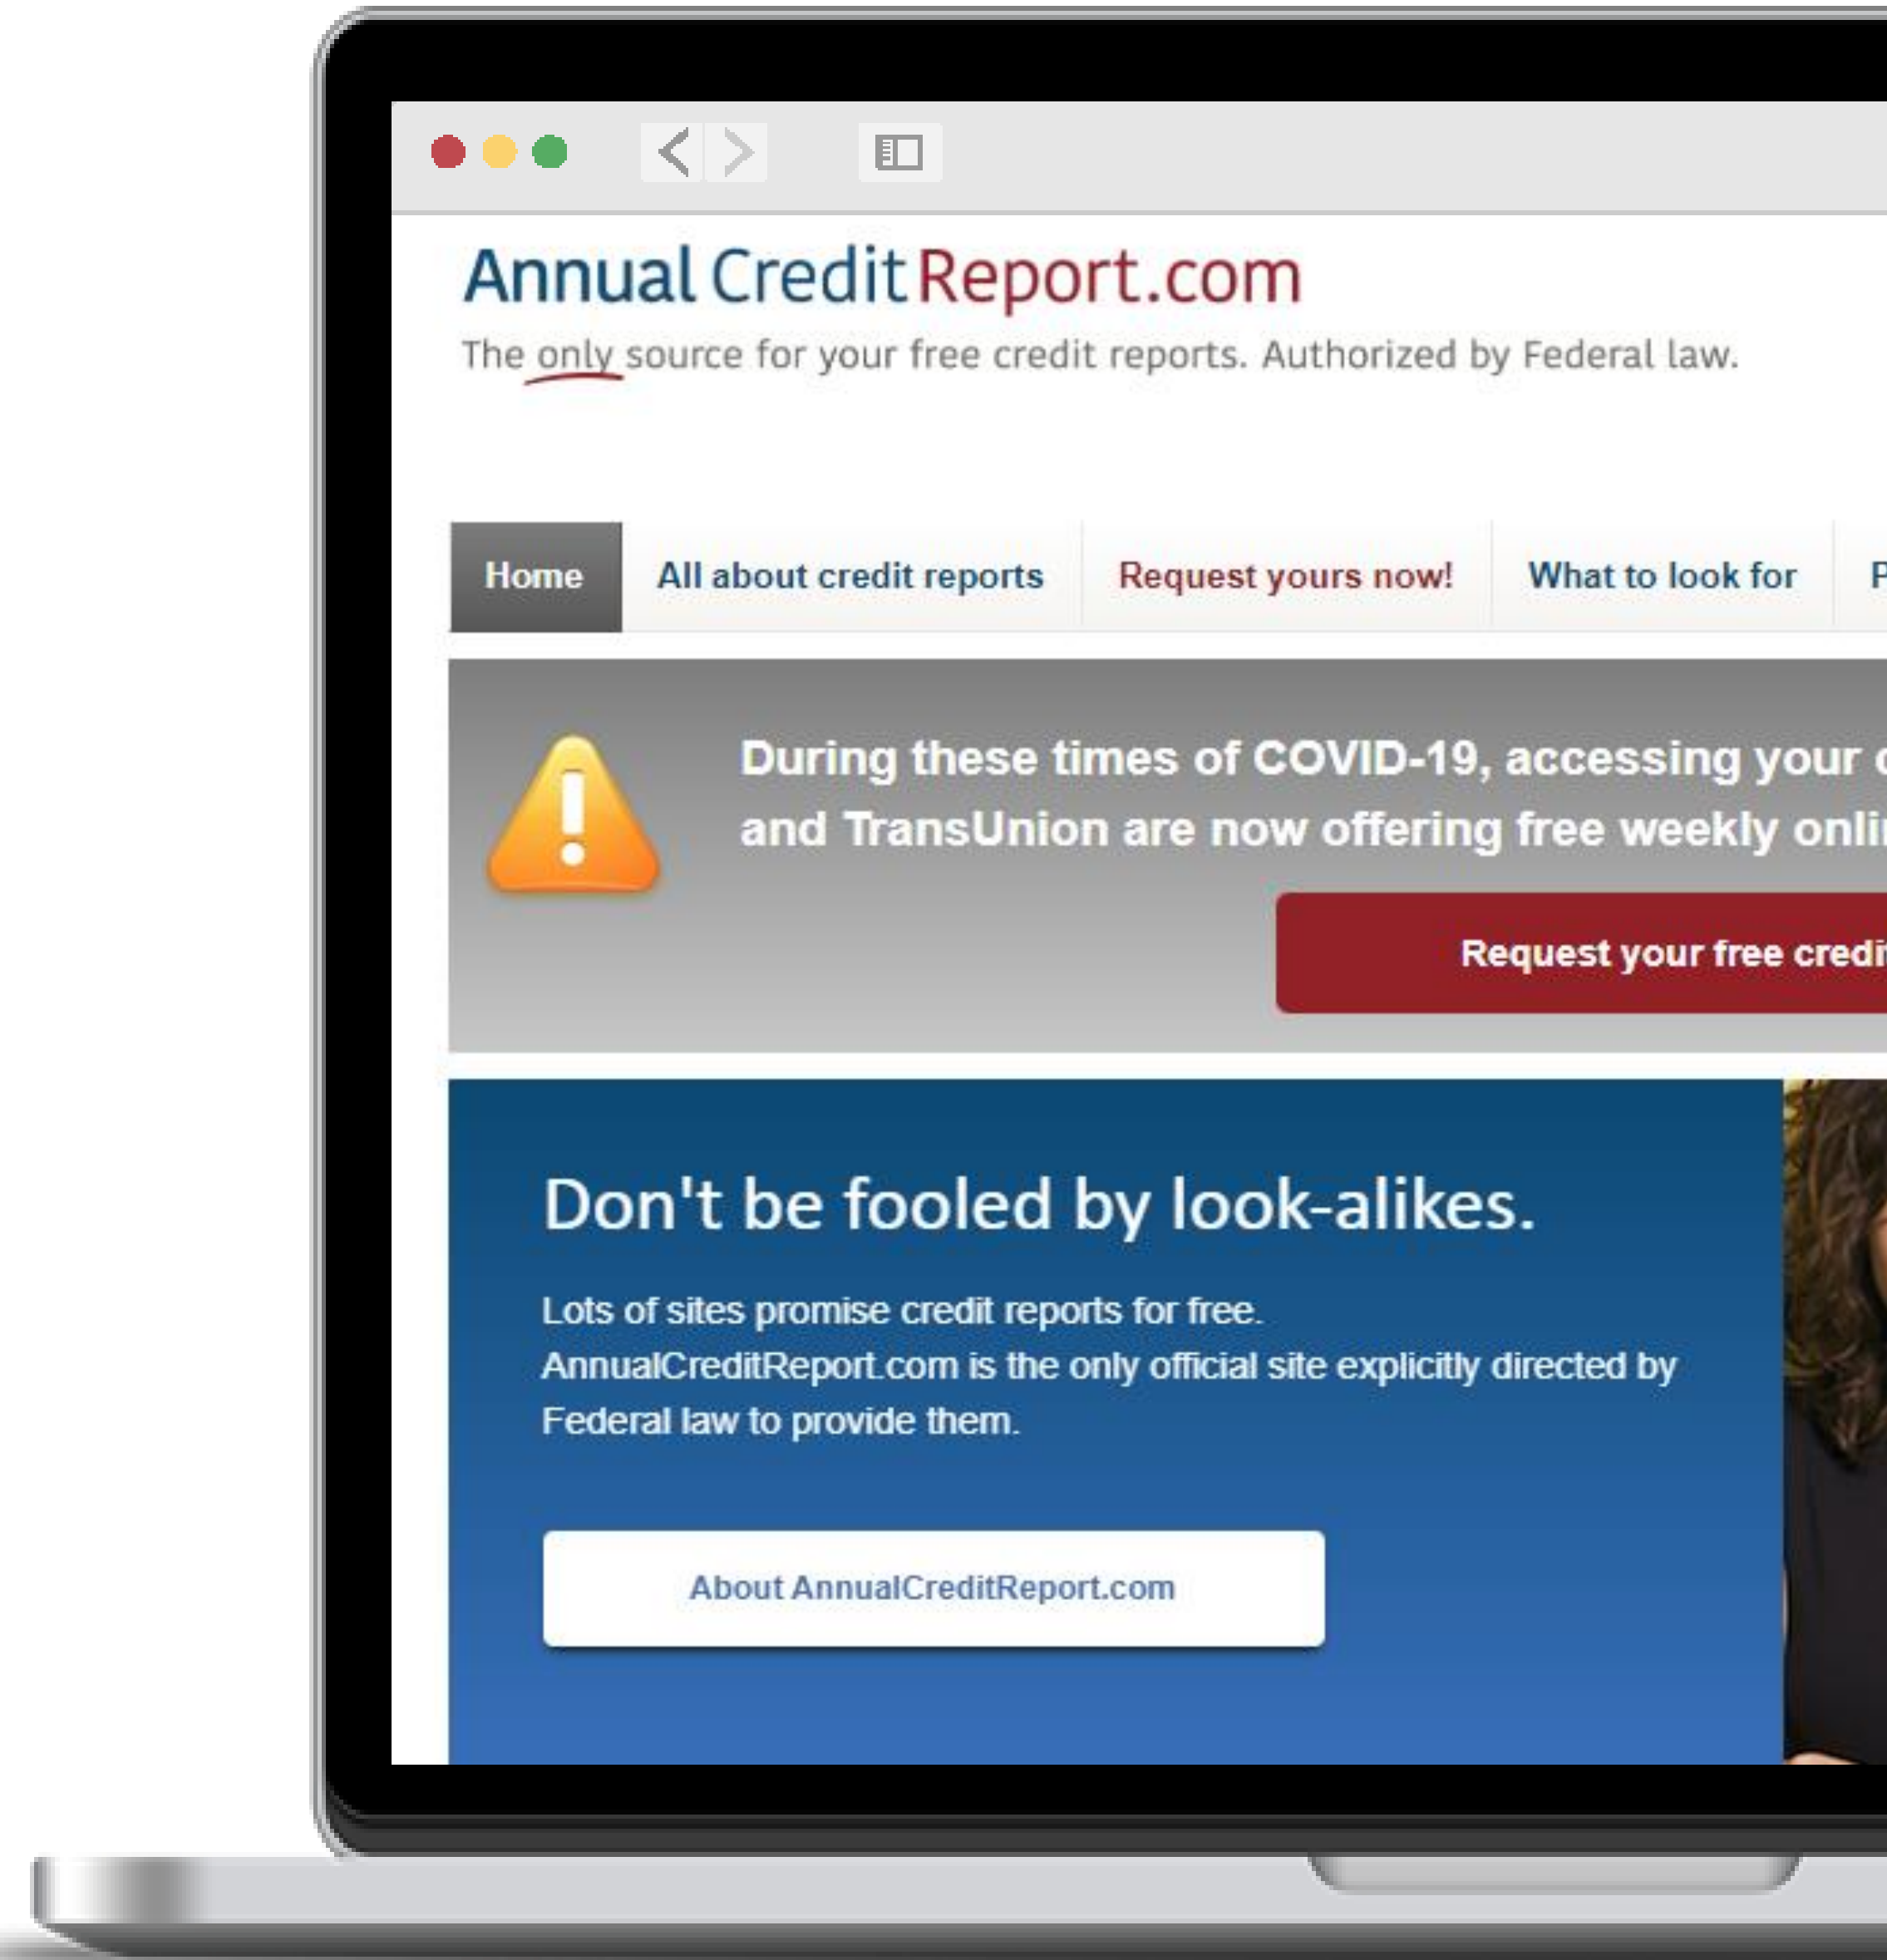 Annual Credit Report.com
The only source for your free credit reports. Authorized by Federal law.
Home All about credit reports Request yours now! What to look for
During these times of COVID-19, accessing your
and TransUnion are now offering free weekly
Request your free
Don't be fooled by look-alikes.
Lots of sites promise credit reports for free.
AnnualCreditReport.com is the only official site explicitly directed by
Federal law to provide them.
About AnnualCreditReport.com